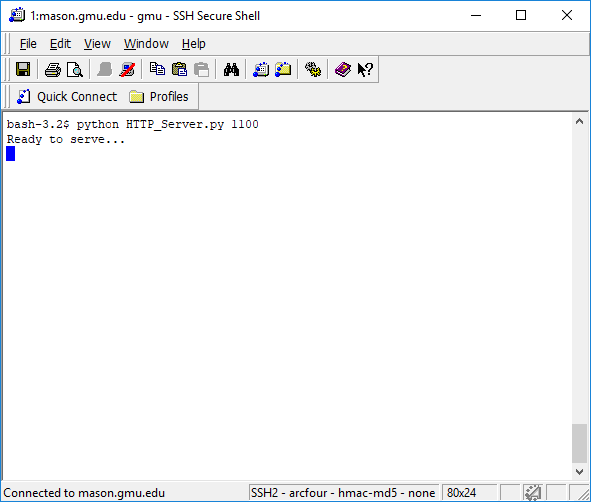 1:mason.gmu.edu - gmu - SSH Secure Shell
File Edit View Window Help
Quick Connect Profiles
bash-3.2$ python HTTP_Server.py 1100
Ready to serve...
Connected to mason.gmu.edu SSH2 - arcfour - hmac-md5 - none 80x24